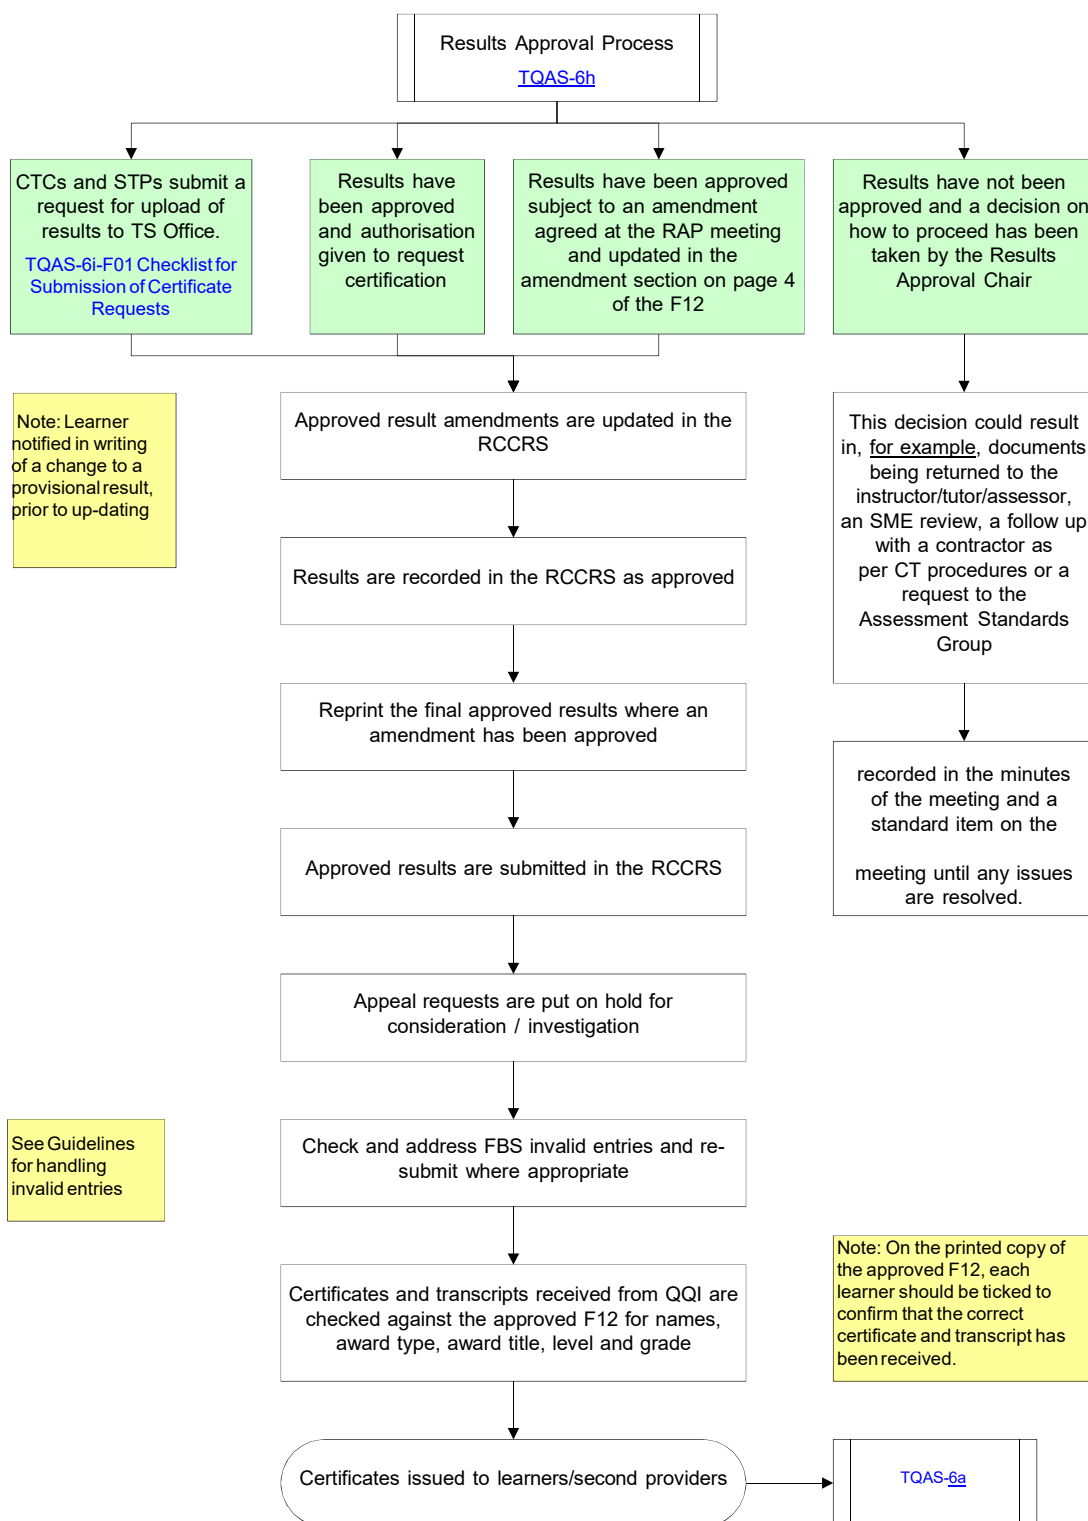 Results Approval Process
TQAS-6h
CTCs and STPs submit a
request for upload of
results to TS Office.
TQAS-6i-F01 Checklist for
Submission of Certificate
Requests
Results have
been approved
and authorisation
given to request
certification
Results have been approved
subject to an amendment
agreed at the RAP meeting
and updated in the
amendment section on page 4
of the F12
Results have not been
approved and a decision on
how to proceed has been
taken by the Results
Approval Chair
Note: Learner
notified in writing
of a change to a
provisional result,
prior to up-dating
Approved result amendments are updated in the
RCCRS
This decision could result
in, for example, documents
being returned to the
instructor/tutor/assessor,
an SME review, a follow up
with a contractor as
per CT procedures or a
request to the
Assessment Standards
Group
Results are recorded in the RCCRS as approved
Reprint the final approved results where an
amendment has been approved
recorded in the minutes
of the meeting and a
standard item on the
meeting until any issues
are resolved.
Approved results are submitted in the RCCRS
Appeal requests are put on hold for
consideration / investigation
See Guidelines
for handling
invalid entries
Check and address FBS invalid entries and re-
submit where appropriate
Certificates and transcripts received from QQI are
checked against the approved F12 for names,
award type, award title, level and grade
Note: On the printed copy of
the approved F12, each
learner should be ticked to
confirm that the correct
certificate and transcript has
been received.
Certificates issued to learners/second providers
TQAS-6a